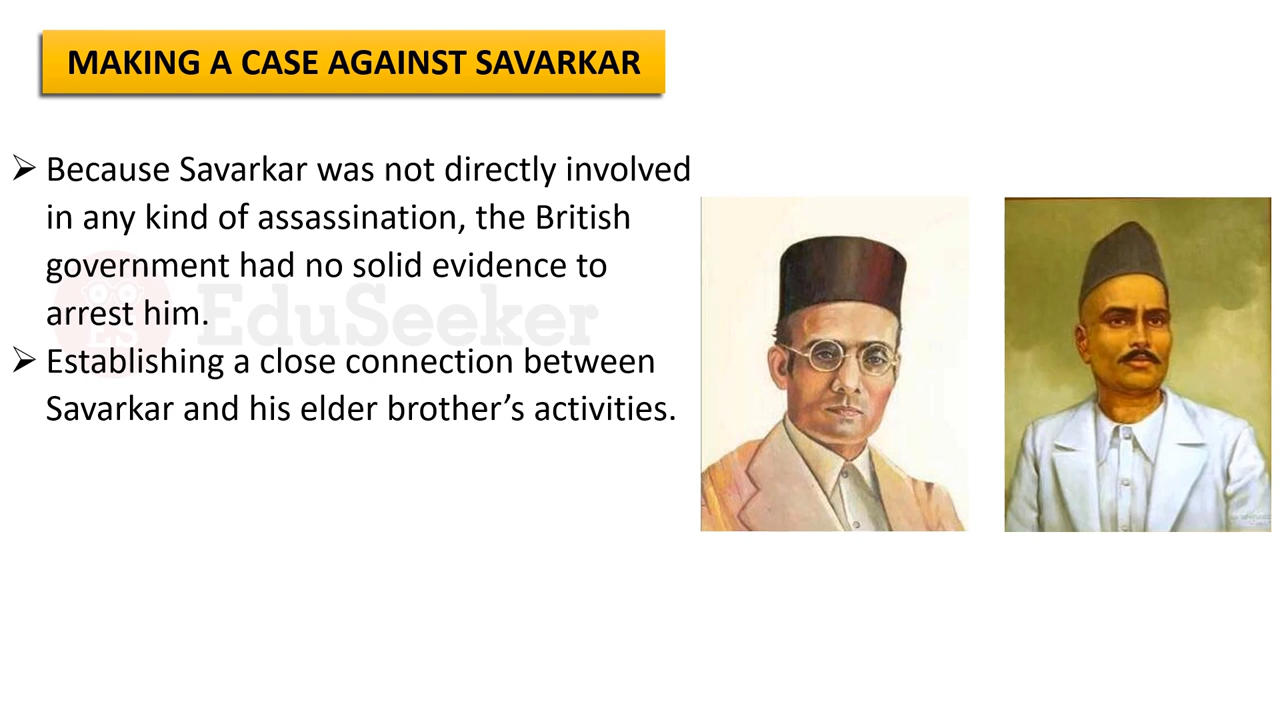 MAKING A CASE AGAINST SAVARKAR
➢ Because Savarkar was not directly involved
in any kind of assassination, the British
government had no solid evidence to
arrest him.
EduSeeker
ES
➢ Establishing a close connection between
Savarkar and his elder brother’s activities.